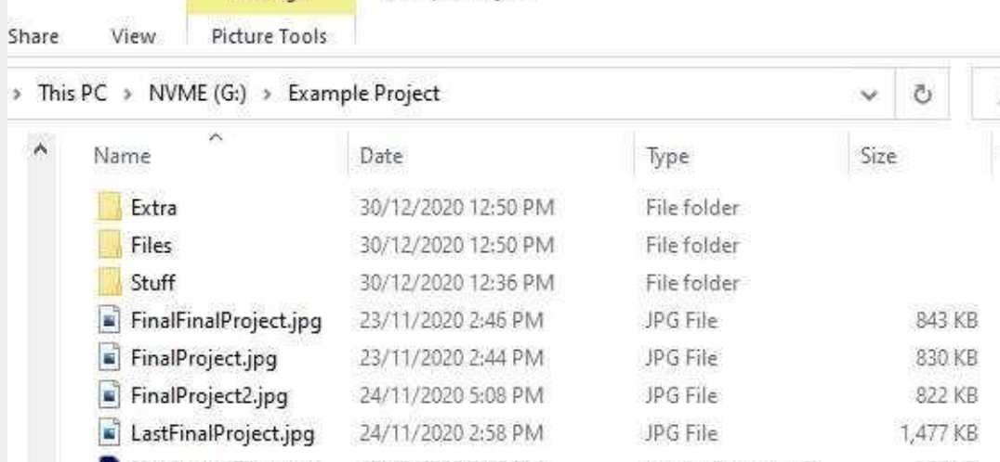 Share View Picture Tools
This PC > NVME (G:) > Example Project
Name Date Type Size
Extra 30/12/2020 12:50 PM File folder
Files 30/12/2020 12:50 PM File folder
Stuff 30/12/2020 12:36 PM File folder
FinalFinalProject.jpg 23/11/2020 2:46 PM JPG File 843 KB
FinalProject.jpg 23/11/2020 2:44 PM JPG File 830 KB
FinalProject2.jpg 24/11/2020 5:08 PM JPG File 822 KB
LastFinalProject.jpg 24/11/2020 2:58 PM JPG File 1,477 KB